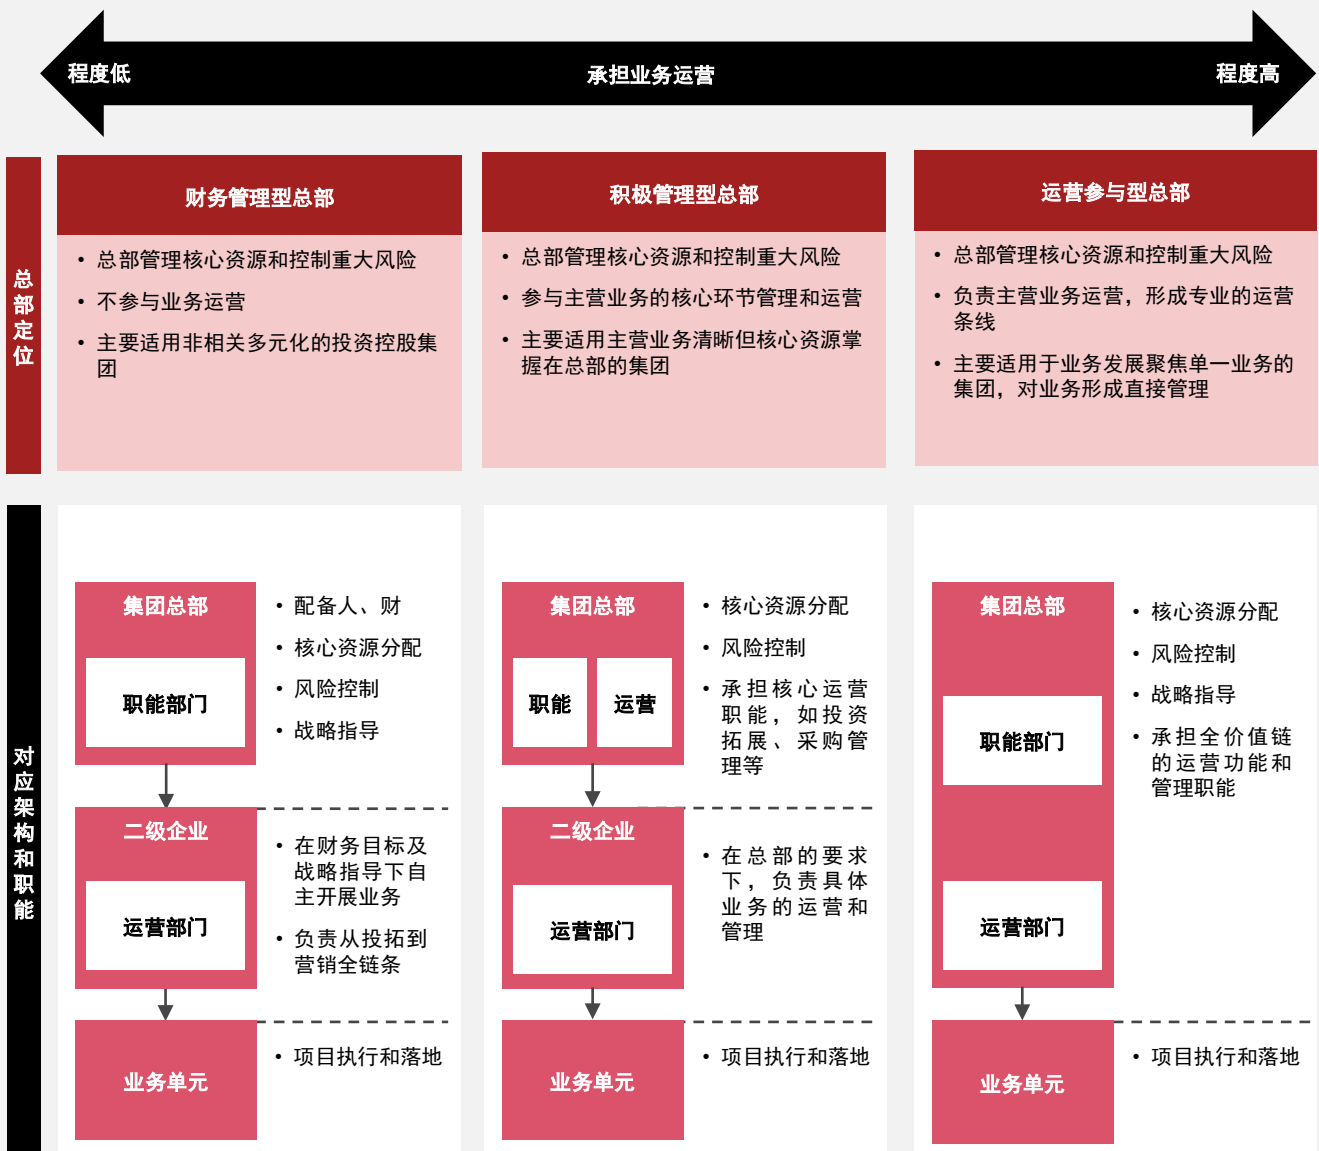 程度低
承担业务运营
程度高
总部定位
财务管理型总部
• 总部管理核心资源和控制重大风险
• 不参与业务运营
• 主要适用非相关多元化的投资控股集
团
积极管理型总部
• 总部管理核心资源和控制重大风险
• 参与主营业务的核心环节管理和运营
• 主要适用主营业务清晰但核心资源掌
握在总部的集团
运营参与型总部
• 总部管理核心资源和控制重大风险
• 负责主营业务运营，形成专业的运营
条线
• 主要适用于业务发展聚焦单一业务的
集团，对业务形成直接管理
对应架构和职能
集团总部
职能部门
• 配备人、财
• 核心资源分配
• 风险控制
• 战略指导
二级企业
运营部门
• 在财务目标及
战略指导下自
主开展业务
• 负责从投拓到
营销全链条
业务单元
• 项目执行和落地
集团总部
职能
运营
• 核心资源分配
• 风险控制
• 承担核心运营
职能，如投资
拓展、采购管
理等
二级企业
运营部门
• 在总部的要求
下，负责具体
业务的运营和
管理
业务单元
• 项目执行和落地
集团总部
职能部门
运营部门
• 核心资源分配
• 风险控制
• 战略指导
• 承担全价值链
的运营功能和
管理职能
业务单元
• 项目执行和落地